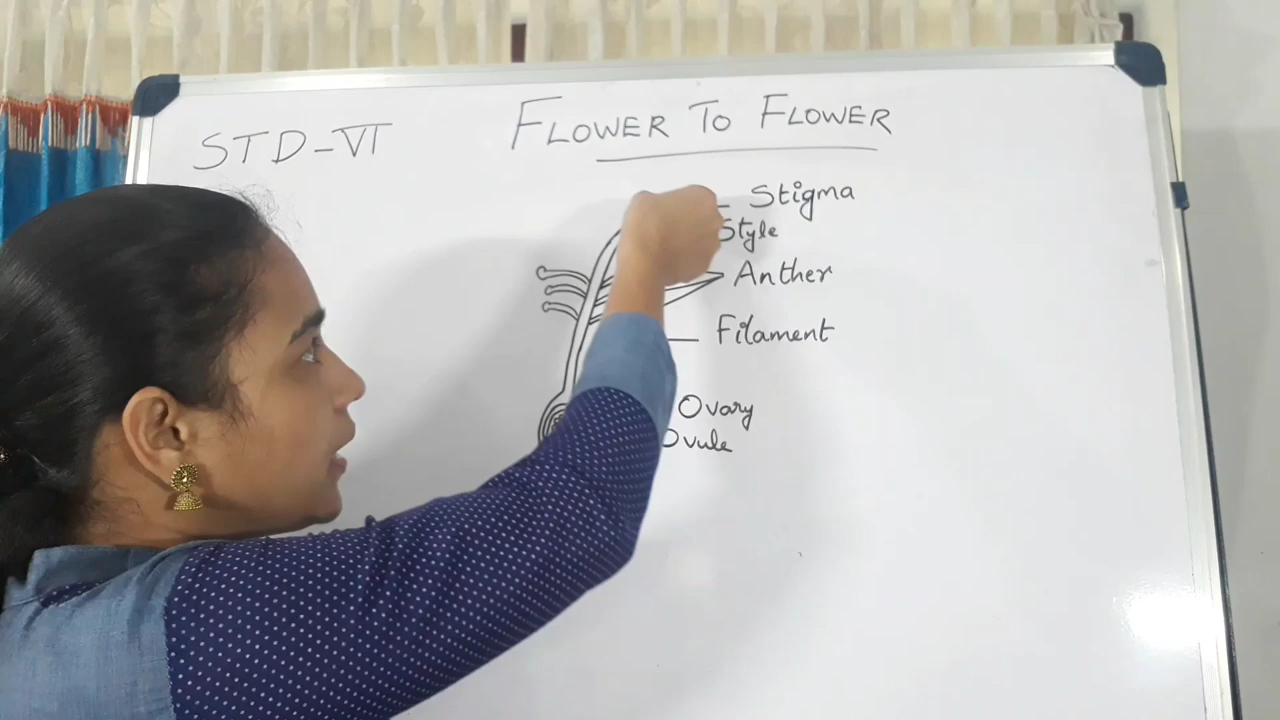 STD-VI
FLOWER TO FLOWER
Stigma
Style
Anther
Filament
Ovary
Ovule